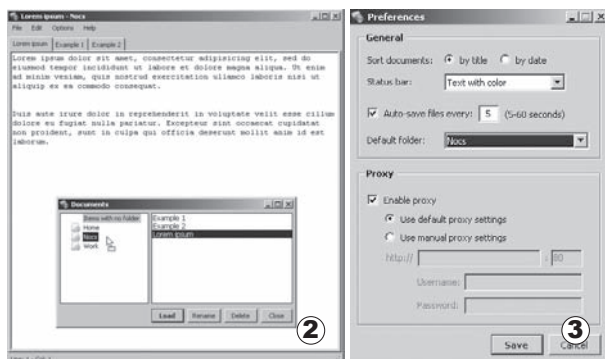 Lorem ipsum - Nocs
File Edit Options Help
Lorem ipsum Example 1 Example 2
Lorem ipsum dolor sit amet, consectetur adipisicing elit, sed do
eiusmod tempor incididunt ut labore et dolore magna aliqua. Ut enim
ad minim veniam, quis nostrud exercitation ullamco laboris nisi ut
aliquip ex ea commodo consequat.
Duis aute irure dolor in reprehenderit in voluptate velit esse cillum
dolore eu fugiat nulla pariatur. Excepteur sint occaecat cupidatat
non proident, sunt in culpa qui officia deserunt mollit anim id est
laborum.
Documents
Items with no folder
Home
Nocs
Work
Example 1
Example 2
Lorem ipsum
Load Rename Delete Close
2
Preferences
General
Sort documents: by title by date
Status bar: Text with color
Auto-save files every: 5 (5-60 seconds)
Default folder: Nocs
Proxy
Enable proxy
Use default proxy settings
Use manual proxy settings
http:// : 80
Username:
Password:
Save Cancel
3